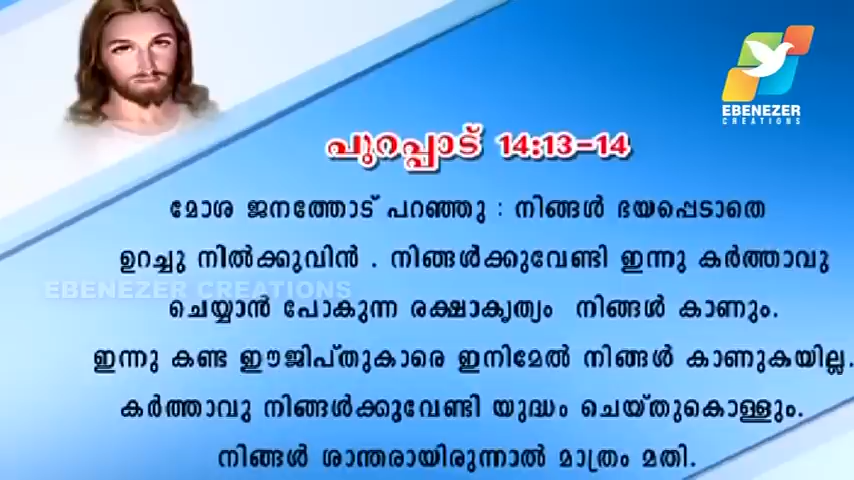 EBENEZER
CREATIONS
പുറപ്പാട് 14:13-14
മോശ ജനത്തോട് പറഞ്ഞു : നിങ്ങൾ ഭയപ്പെടാതെ
ഉറച്ചു നിൽക്കുവിൻ . നിങ്ങൾക്കുവേണ്ടി ഇന്നു കർത്താവു
EBENEZER CREATIONS
ചെയ്യാൻ പോകുന്ന രക്ഷാകൃത്യം നിങ്ങൾ കാണും.
ഇന്നു കണ്ട ഈജിപ്തുകാരെ ഇനിമേൽ നിങ്ങൾ കാണുകയില്ല.
കർത്താവു നിങ്ങൾക്കുവേണ്ടി യുദ്ധം ചെയ്തുകൊള്ളും.
നിങ്ങൾ ശാന്തരായിരുന്നാൽ മാത്രം മതി.